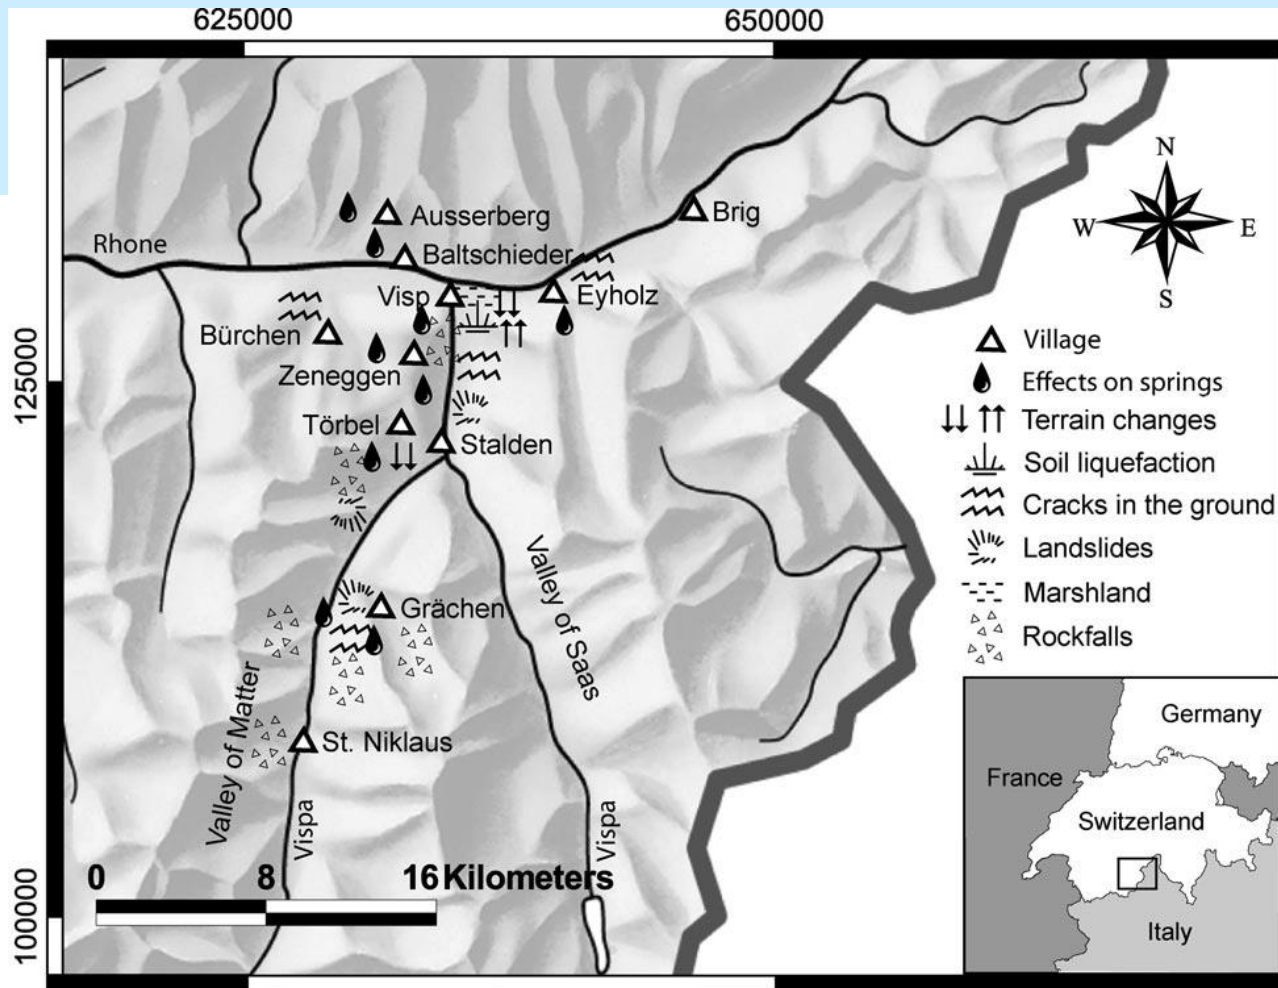 625000
650000
N
W
E
S
Ausserberg
Brig
Rhone
Baltschieder
Visp
Eyholz
Bürchen
Zeneggen
Törbel
Stalden
125000
Village
Effects on springs
Terrain changes
Soil liquefaction
Cracks in the ground
Landslides
Marshland
Rockfalls
Valley of Saas
Grächen
Valley of Matter
St. Niklaus
Vispa
Vispa
0
8
16 Kilometers
100000
Germany
France
Switzerland
Italy